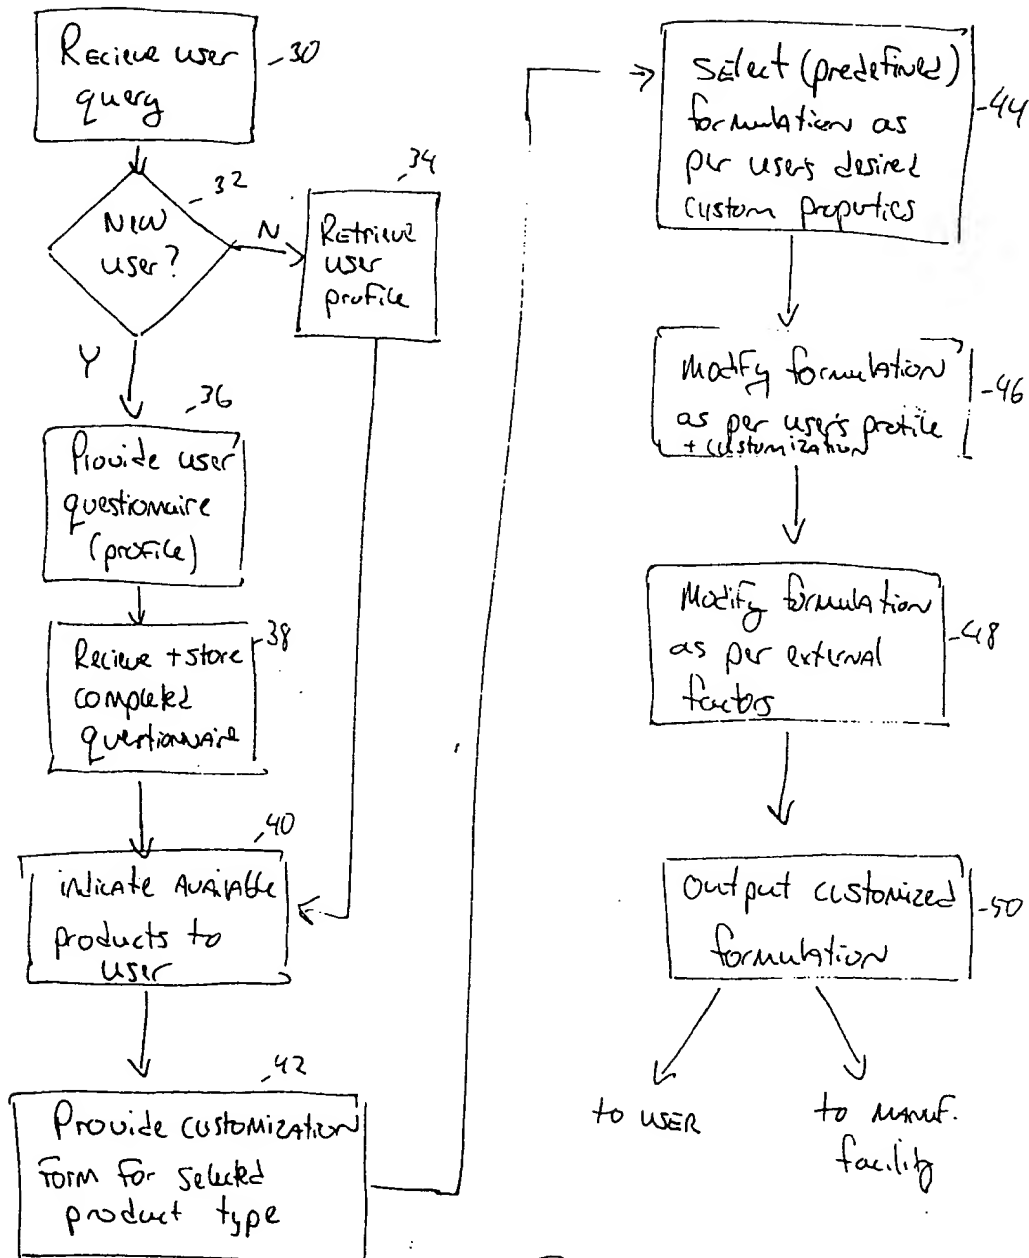 Recieve user
query
30
New
user?
32
N
Y
34
Retrieve
user
profile
36
Provide user
questionaire
(profile)
38
Recieve + store
completed
questionnaire
40
indicate available
products to
user
42
Provide customization
form for selected
product type
Select (predefined)
formulation as
per user's desired
custom properties
44
Modify formulation
as per user's profile
+ customization
46
Modify formulation
as per external
factors
48
Output customized
formulation
50
to user
to manuf.
facility